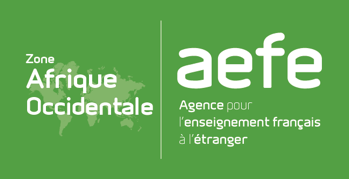 Zone
Afrique
Occidentale
aefe
Agence pour
l'enseignement français
à l'étranger